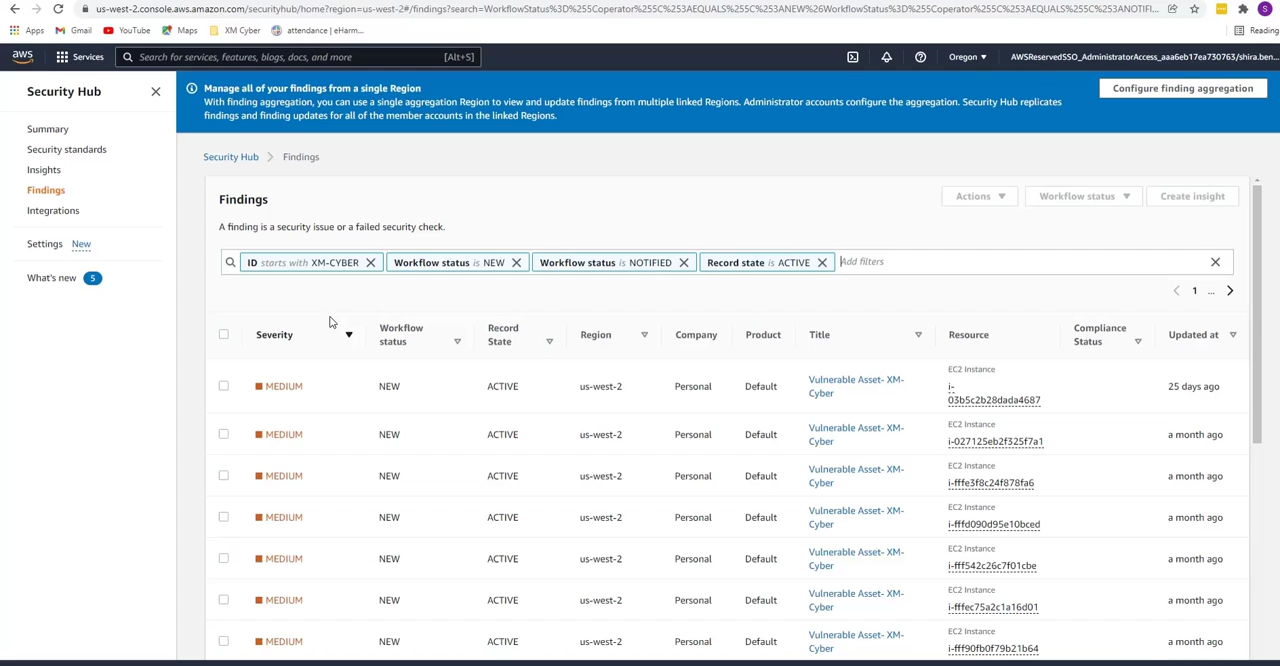 us-west-2.console.aws.amazon.com/securityhub/home?region=us-west-2#/findings?search=WorkflowStatus%3D%255Coperator%255C%253AEQUALS%255C%253ANEW%26WorkflowStatus%3D%255Coperator%255C%253AEQUALS%255C%253ANOTIFI...
S
Apps Gmail YouTube Maps XM Cyber attendance | eHarm... Reading
aws Services Search for services, features, blogs, docs, and more [Alt+S] Oregon AWSReservedSSO_AdministratorAccess_aaa6eb17ea730763/shira.ben...
Security Hub
Summary
Security standards
Insights
Findings
Integrations
Settings New
What's new 5
Manage all of your findings from a single Region
With finding aggregation, you can use a single aggregation Region to view and update findings from multiple linked Regions. Administrator accounts configure the aggregation. Security Hub replicates
findings and finding updates for all of the member accounts in the linked Regions.
Configure finding aggregation
Security Hub > Findings
Findings
Actions Workflow status Create insight
A finding is a security issue or a failed security check.
ID starts with XM-CYBER Workflow status is NEW Workflow status is NOTIFIED Record state is ACTIVE Add filters
1 ...
Severity Workflow status Record State Region Company Product Title Resource Compliance Status Updated at
MEDIUM NEW ACTIVE us-west-2 Personal Default Vulnerable Asset- XM-Cyber EC2 Instance i-03b5c2b28dada4687 25 days ago
MEDIUM NEW ACTIVE us-west-2 Personal Default Vulnerable Asset- XM-Cyber EC2 Instance i-027125eb2f325f7a1 a month ago
MEDIUM NEW ACTIVE us-west-2 Personal Default Vulnerable Asset- XM-Cyber EC2 Instance i-fffe3f8c24f878fa6 a month ago
MEDIUM NEW ACTIVE us-west-2 Personal Default Vulnerable Asset- XM-Cyber EC2 Instance i-fffd090d95e10bced a month ago
MEDIUM NEW ACTIVE us-west-2 Personal Default Vulnerable Asset- XM-Cyber EC2 Instance i-fff542c26c7f01cbe a month ago
MEDIUM NEW ACTIVE us-west-2 Personal Default Vulnerable Asset- XM-Cyber EC2 Instance i-fffec75a2c1a16d01 a month ago
MEDIUM NEW ACTIVE us-west-2 Personal Default Vulnerable Asset- XM-Cyber EC2 Instance i-fff90fb0f79b21b64 a month ago